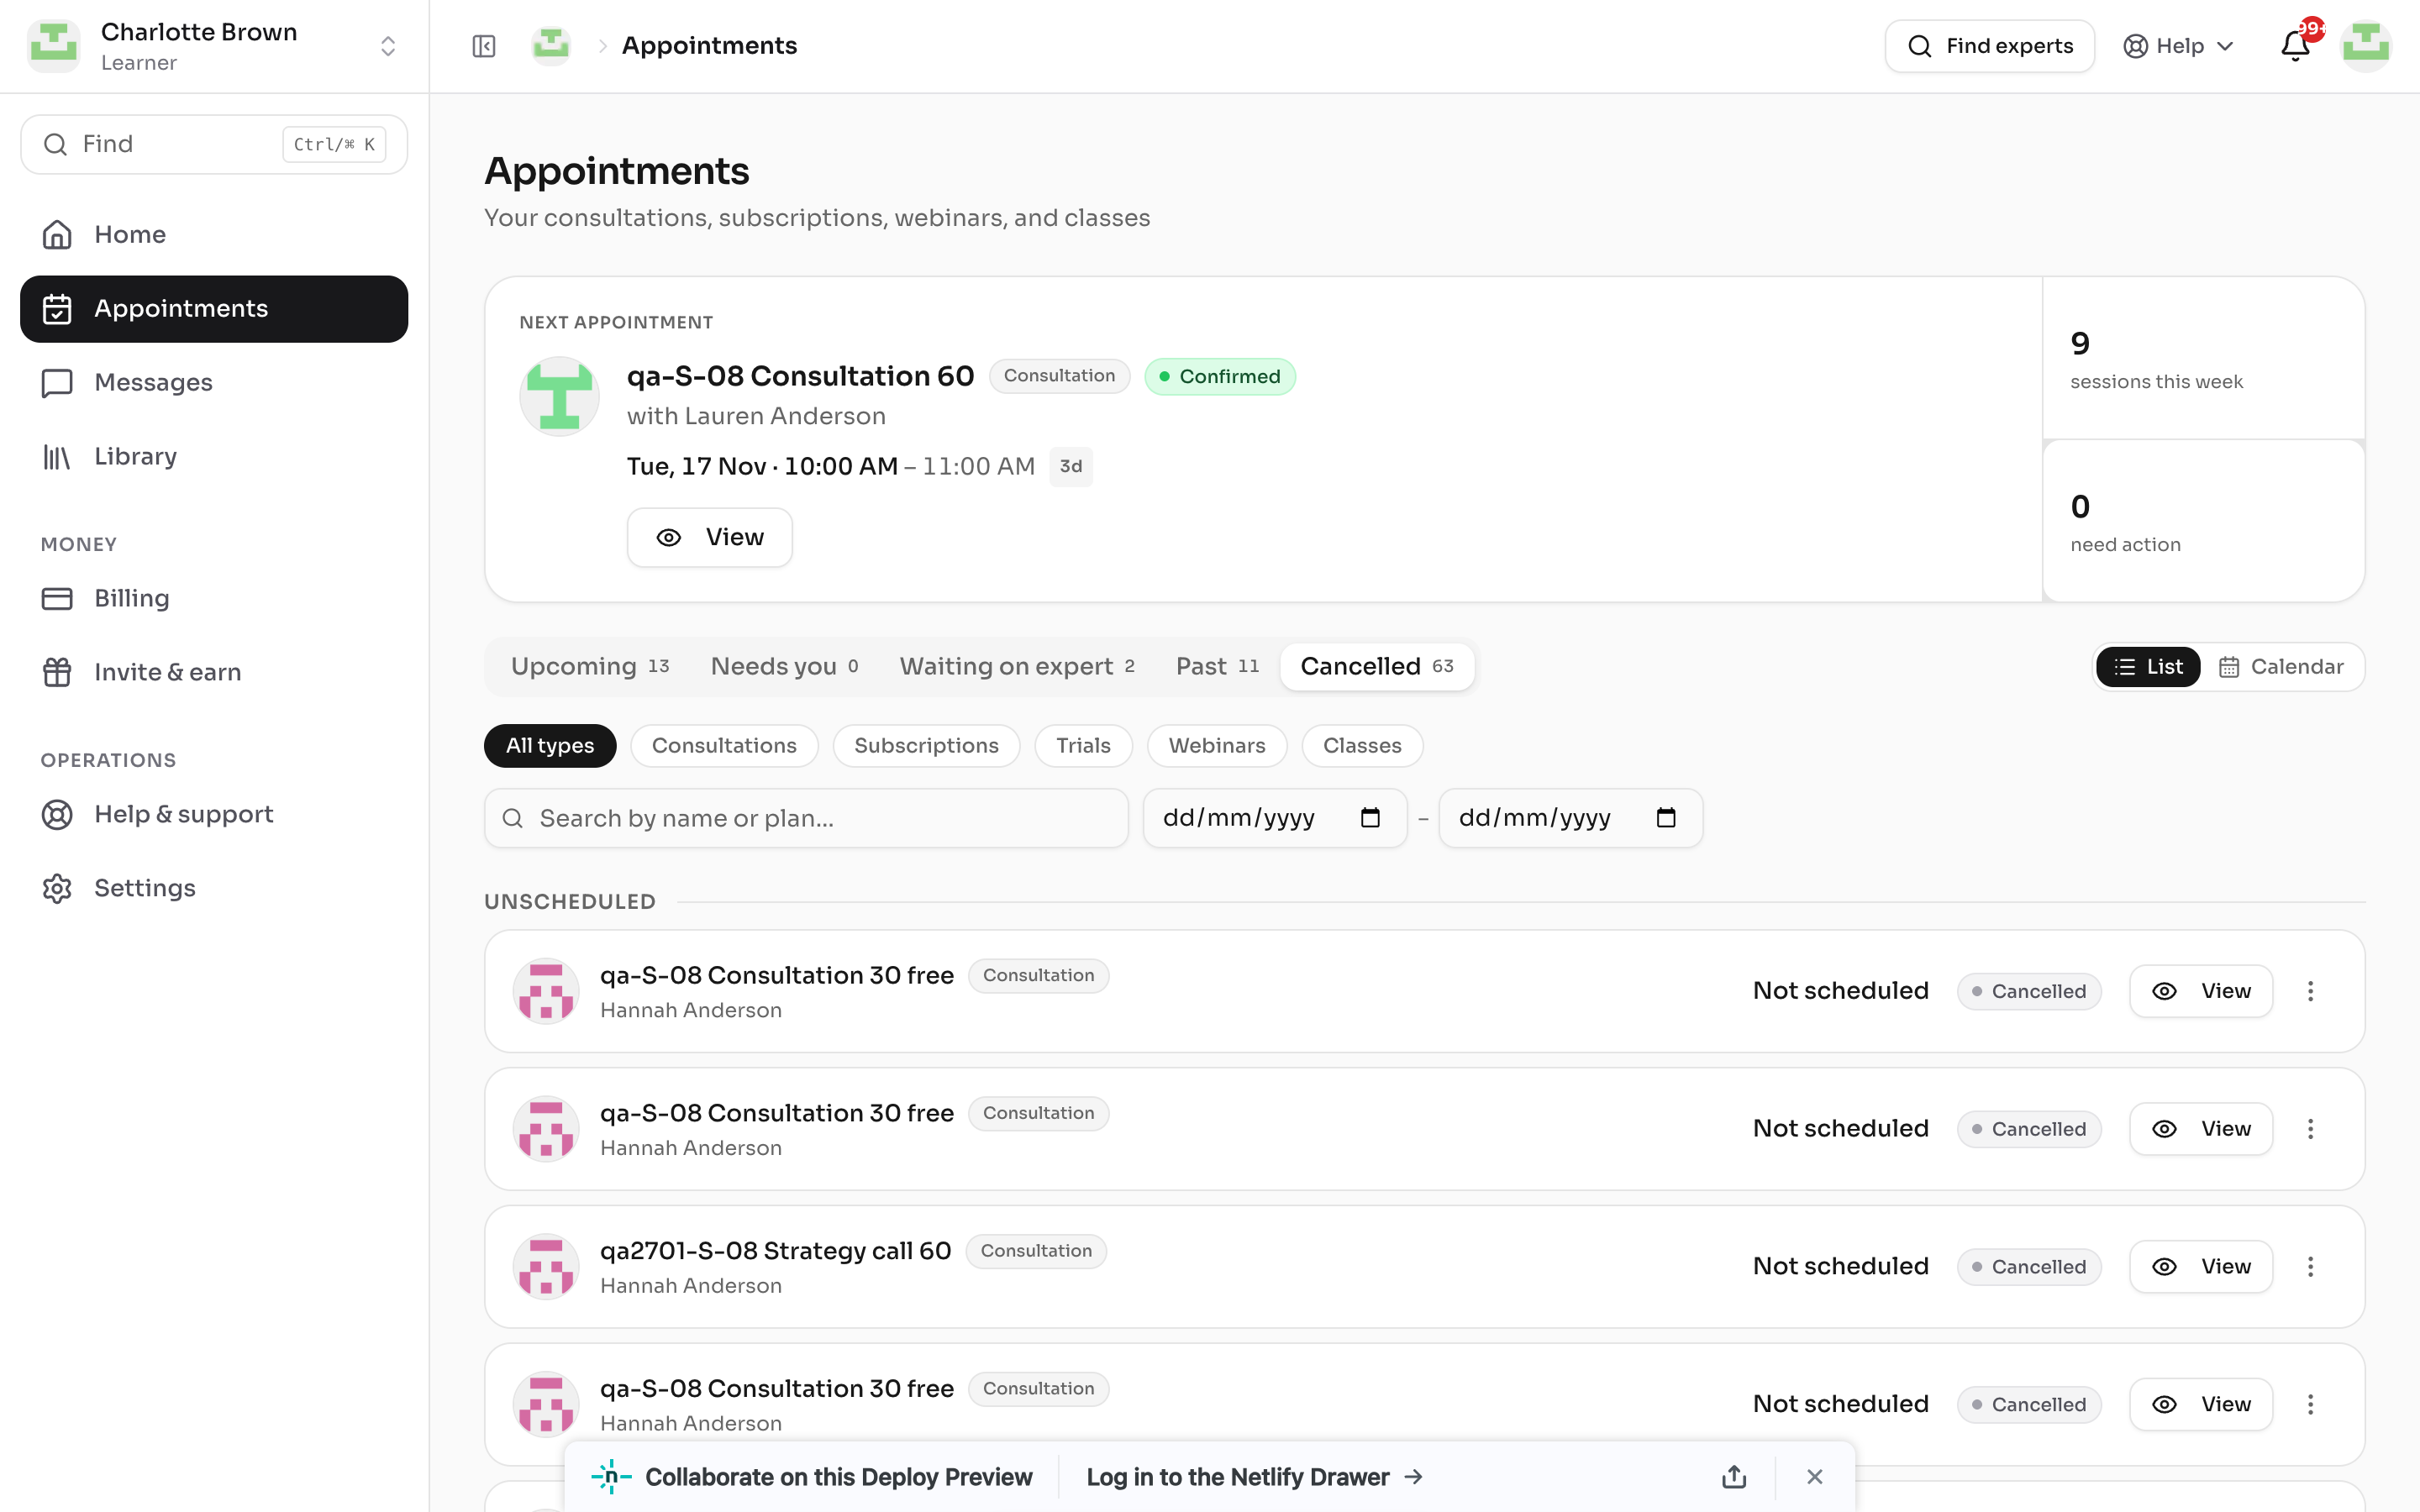 Charlotte Brown
Learner
Appointments
Find experts
Help
99+
Find
Ctrl/⌘ K
Home
Appointments
Messages
Library
MONEY
Billing
Invite & earn
OPERATIONS
Help & support
Settings
Appointments
Your consultations, subscriptions, webinars, and classes
NEXT APPOINTMENT
qa-S-08 Consultation 60 Consultation Confirmed
with Lauren Anderson
Tue, 17 Nov · 10:00 AM – 11:00 AM 3d
View
9
sessions this week
0
need action
Upcoming 13 Needs you 0 Waiting on expert 2 Past 11 Cancelled 63
List Calendar
All types Consultations Subscriptions Trials Webinars Classes
Search by name or plan... dd/mm/yyyy – dd/mm/yyyy
UNSCHEDULED
qa-S-08 Consultation 30 free Consultation
Hannah Anderson
Not scheduled Cancelled View
qa-S-08 Consultation 30 free Consultation
Hannah Anderson
Not scheduled Cancelled View
qa2701-S-08 Strategy call 60 Consultation
Hannah Anderson
Not scheduled Cancelled View
qa-S-08 Consultation 30 free Consultation
Hannah Anderson
Not scheduled Cancelled View
Collaborate on this Deploy Preview Log in to the Netlify Drawer →